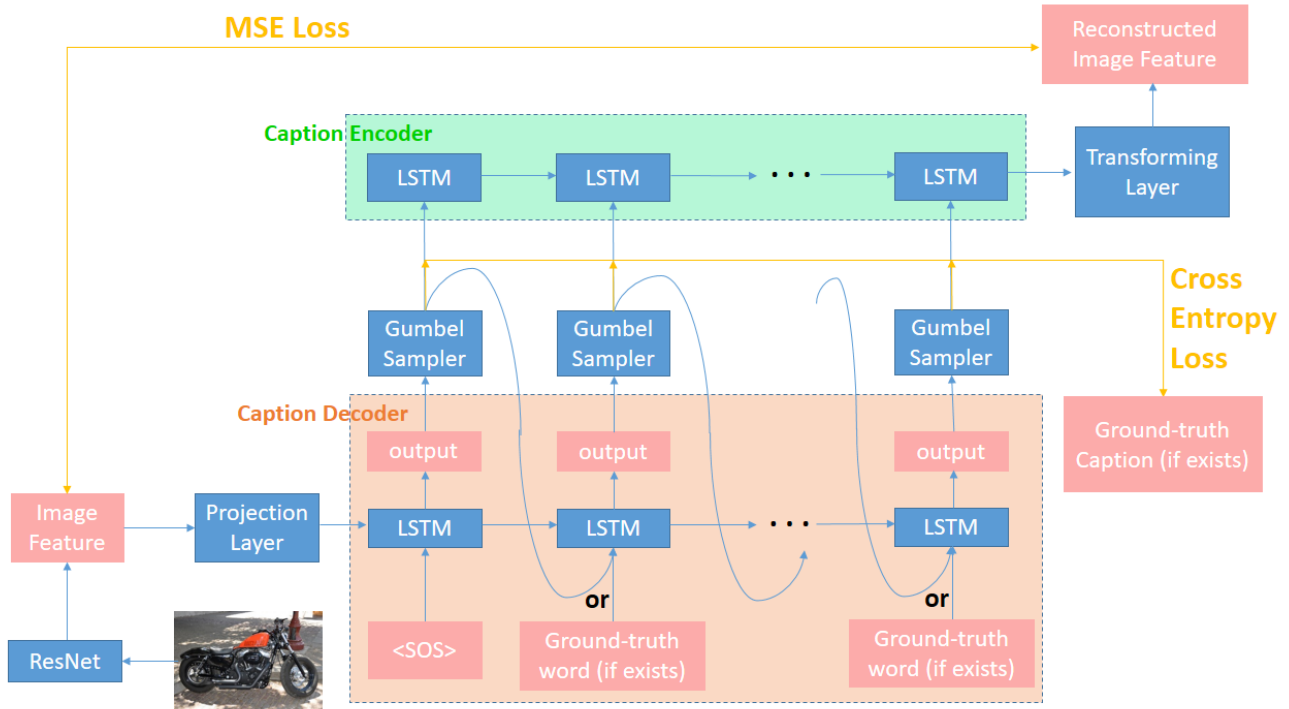 MSE Loss
Reconstructed
Image Feature
Caption Encoder
LSTM
LSTM
...
LSTM
Transforming
Layer
Gumbel
Sampler
Gumbel
Sampler
Gumbel
Sampler
Cross
Entropy
Loss
Caption Decoder
output
output
output
Ground-truth
Caption (if exists)
Image
Feature
Projection
Layer
LSTM
LSTM
...
LSTM
or
or
ResNet
<SOS>
Ground-truth
word (if exists)
Ground-truth
word (if exists)